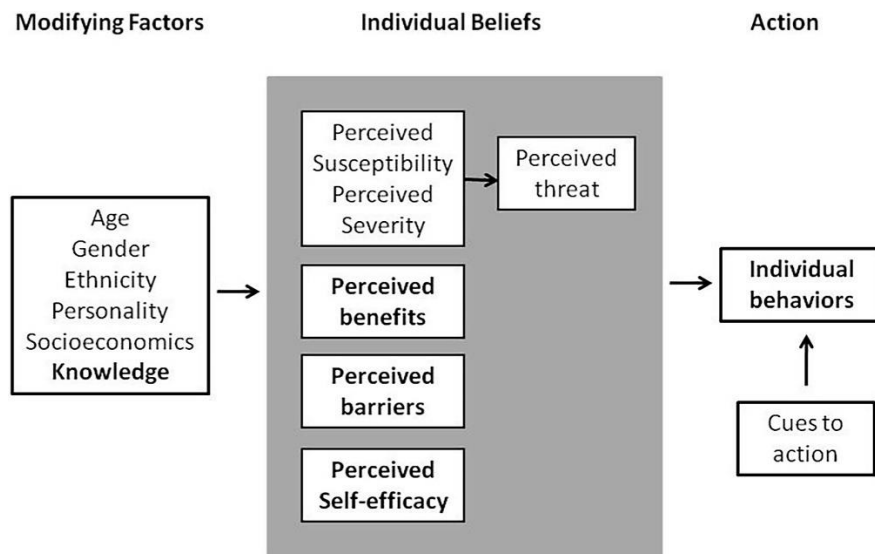 Modifying Factors
Individual Beliefs
Action
Age
Gender
Ethnicity
Personality
Socioeconomics
Knowledge
Perceived
Susceptibility
Perceived
Severity
Perceived
threat
Perceived
benefits
Perceived
barriers
Perceived
Self-efficacy
Individual
behaviors
Cues to
action